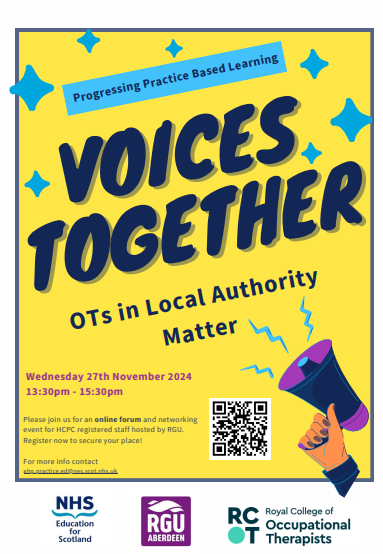 Progressing Practice Based Learning
VOICES
TOGETHER
OTs in Local Authority
Matter
Wednesday 27th November 2024
13:30pm - 15:30pm
Please join us for an online forum and networking
event for HCPC registered staff hosted by RGU.
Register now to secure your place!
For more info contact
ahp.practice.ed@nes.scot.nhs.uk
NHS
Education
for
Scotland
RGU
ABERDEEN
RCOT
Royal College of
Occupational
Therapists